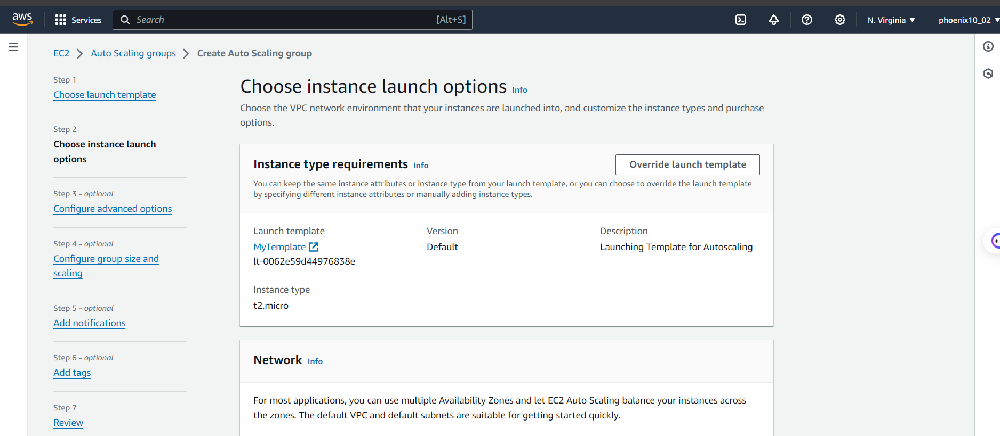 aws
Services
Search
[Alt+S]
N. Virginia
phoenix10_02
EC2
Auto Scaling groups
Create Auto Scaling group
Step 1
Choose launch template
Step 2
Choose instance launch
options
Step 3 - optional
Configure advanced options
Step 4 - optional
Configure group size and
scaling
Step 5 - optional
Add notifications
Step 6 - optional
Add tags
Step 7
Review
Choose instance launch options Info
Choose the VPC network environment that your instances are launched into, and customize the instance types and purchase
options.
Instance type requirements Info
Override launch template
You can keep the same instance attributes or instance type from your launch template, or you can choose to override the launch template
by specifying different instance attributes or manually adding instance types.
Launch template
MyTemplate
lt-0062e59d44976838e
Version
Default
Description
Launching Template for Autoscaling
Instance type
t2.micro
Network Info
For most applications, you can use multiple Availability Zones and let EC2 Auto Scaling balance your instances across
the zones. The default VPC and default subnets are suitable for getting started quickly.